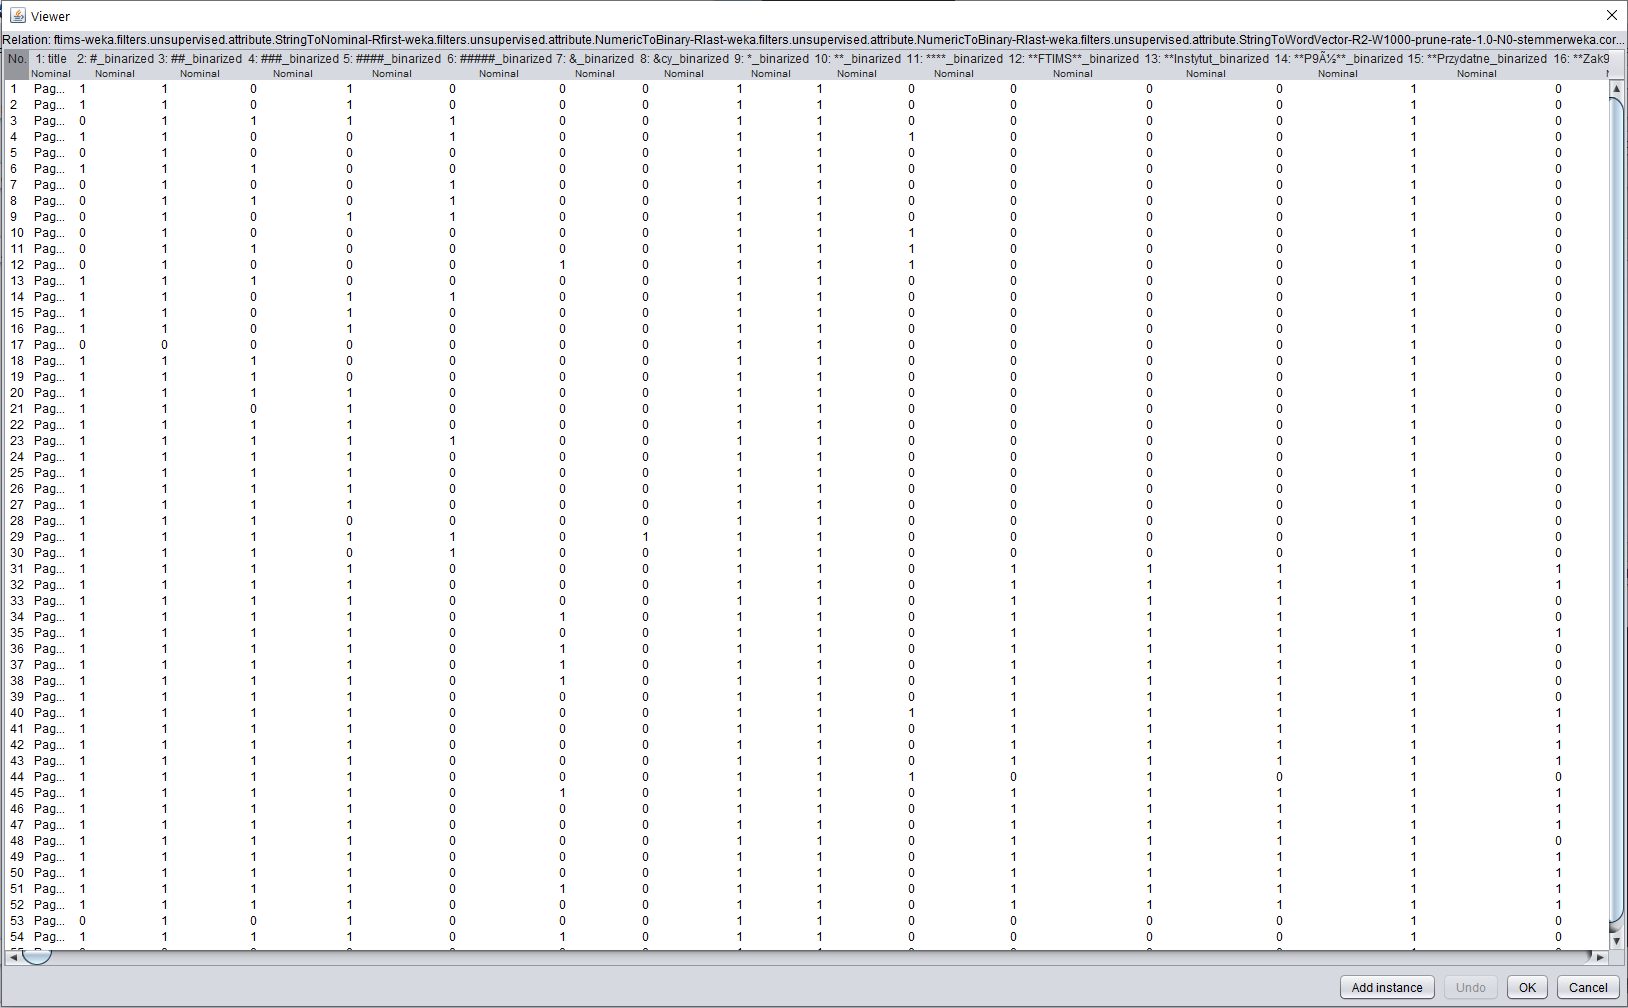 Viewer
Relation: ftims-weka.filters.unsupervised.attribute.StringToNominal-Rfirst-weka.filters.unsupervised.attribute.NumericToBinary-Rlast-weka.filters.unsupervised.attribute.NumericToBinary-Rlast-weka.filters.unsupervised.attribute.StringToWordVector-R2-W1000-prune-rate-1.0-N0-stemmerweka.cor...
No. 1: title 2: #_binarized 3: ##_binarized 4: ###_binarized 5: ####_binarized 6: #####_binarized 7: &_binarized 8: &cy_binarized 9: *_binarized 10: **_binarized 11: ****_binarized 12: **FTIMS**_binarized 13: **Instytut_binarized 14: **P9Ã½**_binarized 15: **Przydatne_binarized 16: **Zak9
Nominal Nominal Nominal Nominal Nominal Nominal Nominal Nominal Nominal Nominal Nominal Nominal Nominal Nominal Nominal
1 Pag... 1 1 0 1 0 0 0 1 1 0 0 0 0 1 0
2 Pag... 1 1 0 1 0 0 0 1 1 0 0 0 0 1 0
3 Pag... 0 1 1 1 1 0 0 1 1 0 0 0 0 1 0
4 Pag... 1 1 0 0 1 0 0 1 1 1 0 0 0 1 0
5 Pag... 0 1 0 0 0 0 0 1 1 0 0 0 0 1 0
6 Pag... 1 1 1 0 0 0 0 1 1 0 0 0 0 1 0
7 Pag... 0 1 0 0 1 0 0 1 1 0 0 0 0 1 0
8 Pag... 0 1 1 0 1 0 0 1 1 0 0 0 0 1 0
9 Pag... 0 1 0 1 1 0 0 1 1 0 0 0 0 1 0
10 Pag... 0 1 0 0 0 0 0 1 1 1 0 0 0 1 0
11 Pag... 0 1 1 0 0 0 0 1 1 1 0 0 0 1 0
12 Pag... 0 1 0 0 0 1 0 1 1 1 0 0 0 1 0
13 Pag... 1 1 1 0 0 0 0 1 1 0 0 0 0 1 0
14 Pag... 1 1 0 1 1 0 0 1 1 0 0 0 0 1 0
15 Pag... 1 1 0 1 0 0 0 1 1 0 0 0 0 1 0
16 Pag... 1 1 0 1 0 0 0 1 1 0 0 0 0 1 0
17 Pag... 0 0 0 0 0 0 0 1 1 0 0 0 0 1 0
18 Pag... 1 1 1 0 0 0 0 1 1 0 0 0 0 1 0
19 Pag... 1 1 1 0 0 0 0 1 1 0 0 0 0 1 0
20 Pag... 1 1 1 1 0 0 0 1 1 0 0 0 0 1 0
21 Pag... 1 1 0 1 0 0 0 1 1 0 0 0 0 1 0
22 Pag... 1 1 1 1 0 0 0 1 1 0 0 0 0 1 0
23 Pag... 1 1 1 1 1 0 0 1 1 0 0 0 0 1 0
24 Pag... 1 1 1 1 0 0 0 1 1 0 0 0 0 1 0
25 Pag... 1 1 1 1 0 0 0 1 1 0 0 0 0 1 0
26 Pag... 1 1 1 1 0 0 0 1 1 0 0 0 0 1 0
27 Pag... 1 1 1 1 0 0 0 1 1 0 0 0 0 1 0
28 Pag... 1 1 1 0 0 0 0 1 1 0 0 0 0 1 0
29 Pag... 1 1 1 1 1 0 1 1 1 0 0 0 0 1 0
30 Pag... 1 1 1 0 1 0 0 1 1 0 0 0 0 1 0
31 Pag... 1 1 1 1 0 0 0 1 1 0 1 1 1 1 1
32 Pag... 1 1 1 1 0 0 0 1 1 0 1 1 1 1 1
33 Pag... 1 1 1 1 0 0 0 1 1 0 1 1 1 1 0
34 Pag... 1 1 1 1 0 1 0 1 1 0 1 1 1 1 0
35 Pag... 1 1 1 1 0 0 0 1 1 0 1 1 1 1 1
36 Pag... 1 1 1 1 0 1 0 1 1 0 1 1 1 1 0
37 Pag... 1 1 1 1 0 1 0 1 1 0 1 1 1 1 0
38 Pag... 1 1 1 1 0 1 0 1 1 0 1 1 1 1 0
39 Pag... 1 1 1 1 0 0 0 1 1 0 1 1 1 1 0
40 Pag... 1 1 1 1 0 0 0 1 1 1 1 1 1 1 1
41 Pag... 1 1 1 1 0 0 0 1 1 0 1 1 1 1 1
42 Pag... 1 1 1 1 0 0 0 1 1 0 1 1 1 1 1
43 Pag... 1 1 1 1 0 0 0 1 1 0 1 1 1 1 1
44 Pag... 1 1 1 1 0 0 0 1 1 1 0 1 0 1 0
45 Pag... 1 1 1 1 0 1 0 1 1 0 1 1 1 1 1
46 Pag... 1 1 1 1 0 0 0 1 1 0 1 1 1 1 1
47 Pag... 1 1 1 1 0 0 0 1 1 0 1 1 1 1 1
48 Pag... 1 1 1 1 0 0 0 1 1 0 1 1 1 1 0
49 Pag... 1 1 1 1 0 0 0 1 1 0 1 1 1 1 1
50 Pag... 1 1 1 1 0 0 0 1 1 0 1 1 1 1 1
51 Pag... 1 1 1 1 0 1 0 1 1 0 1 1 1 1 1
52 Pag... 1 1 1 1 0 0 0 1 1 0 1 1 1 1 1
53 Pag... 0 1 0 1 0 0 0 1 1 0 0 0 0 1 0
54 Pag... 1 1 1 1 0 1 0 1 1 0 0 0 0 1 0
Add instance Undo OK Cancel